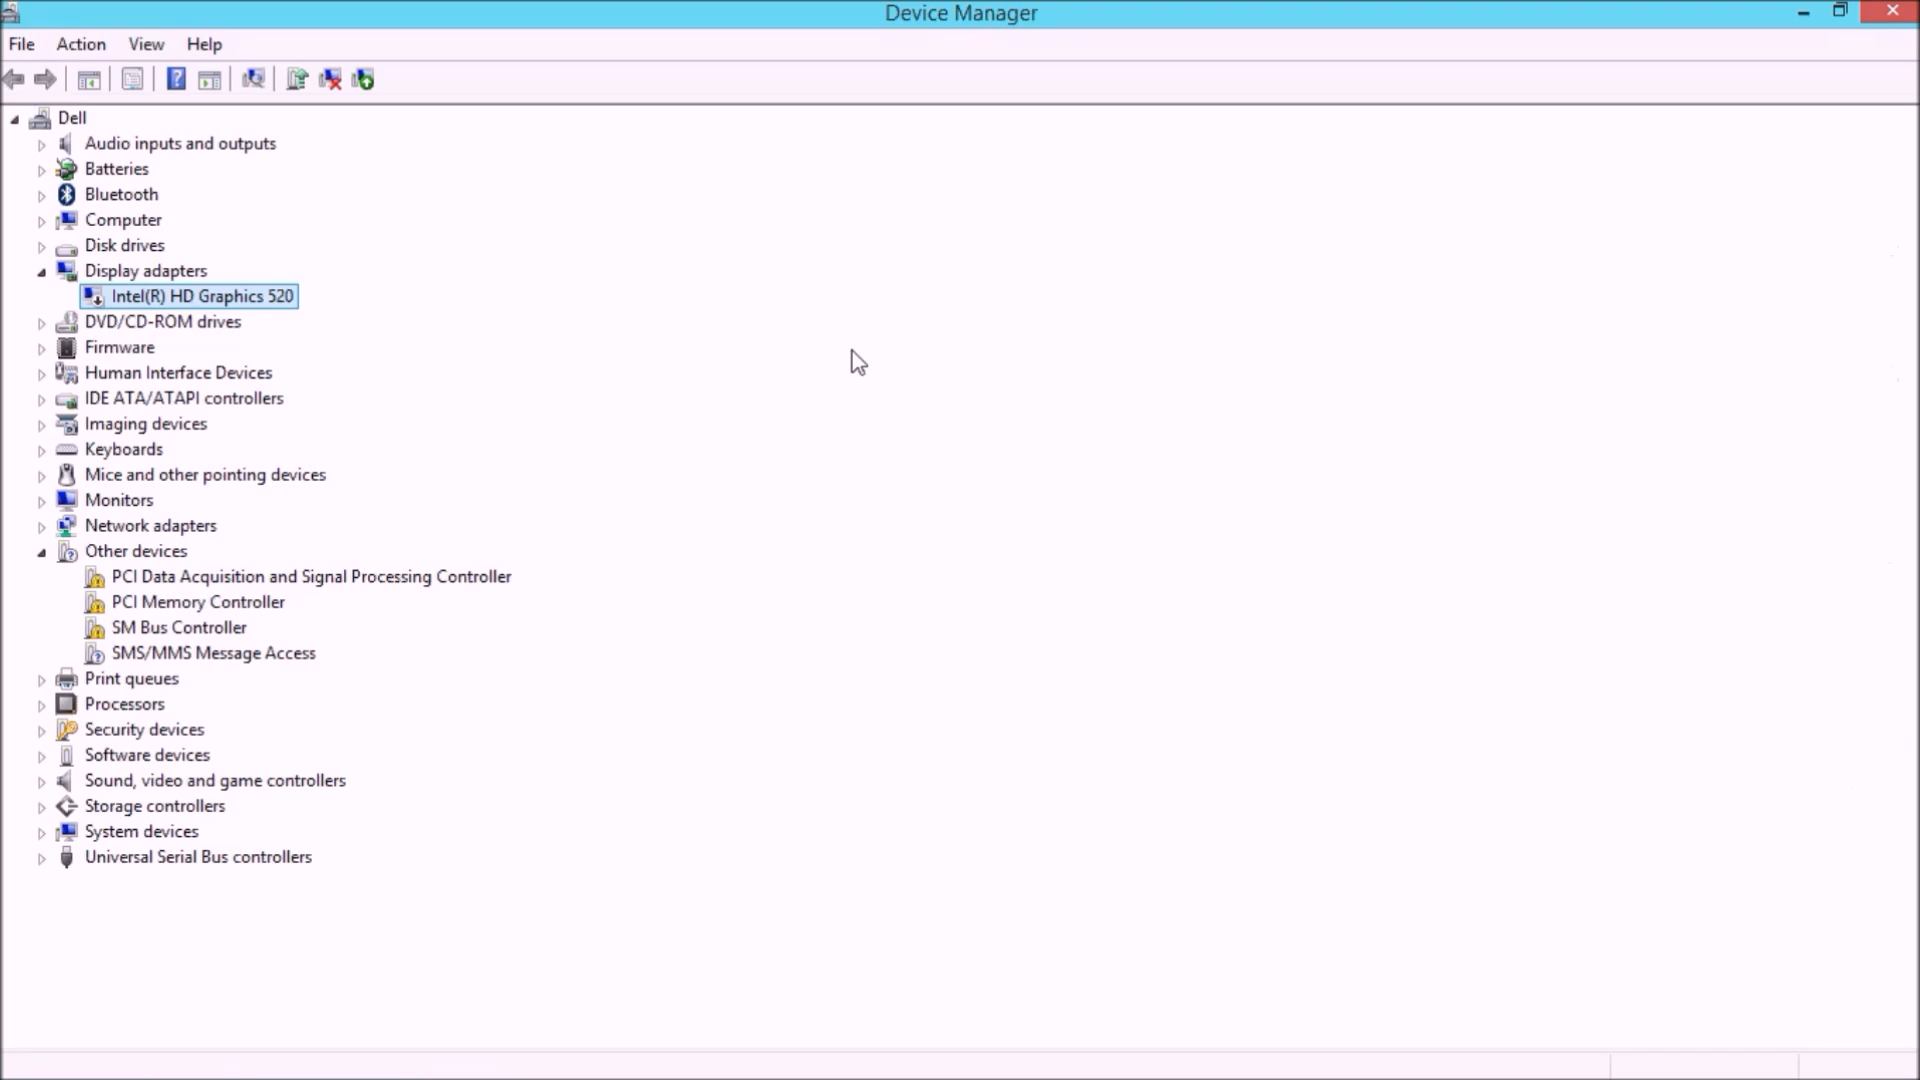 Device Manager
File Action View Help
Dell
Audio inputs and outputs
Batteries
Bluetooth
Computer
Disk drives
Display adapters
Intel(R) HD Graphics 520
DVD/CD-ROM drives
Firmware
Human Interface Devices
IDE ATA/ATAPI controllers
Imaging devices
Keyboards
Mice and other pointing devices
Monitors
Network adapters
Other devices
PCI Data Acquisition and Signal Processing Controller
PCI Memory Controller
SM Bus Controller
SMS/MMS Message Access
Print queues
Processors
Security devices
Software devices
Sound, video and game controllers
Storage controllers
System devices
Universal Serial Bus controllers